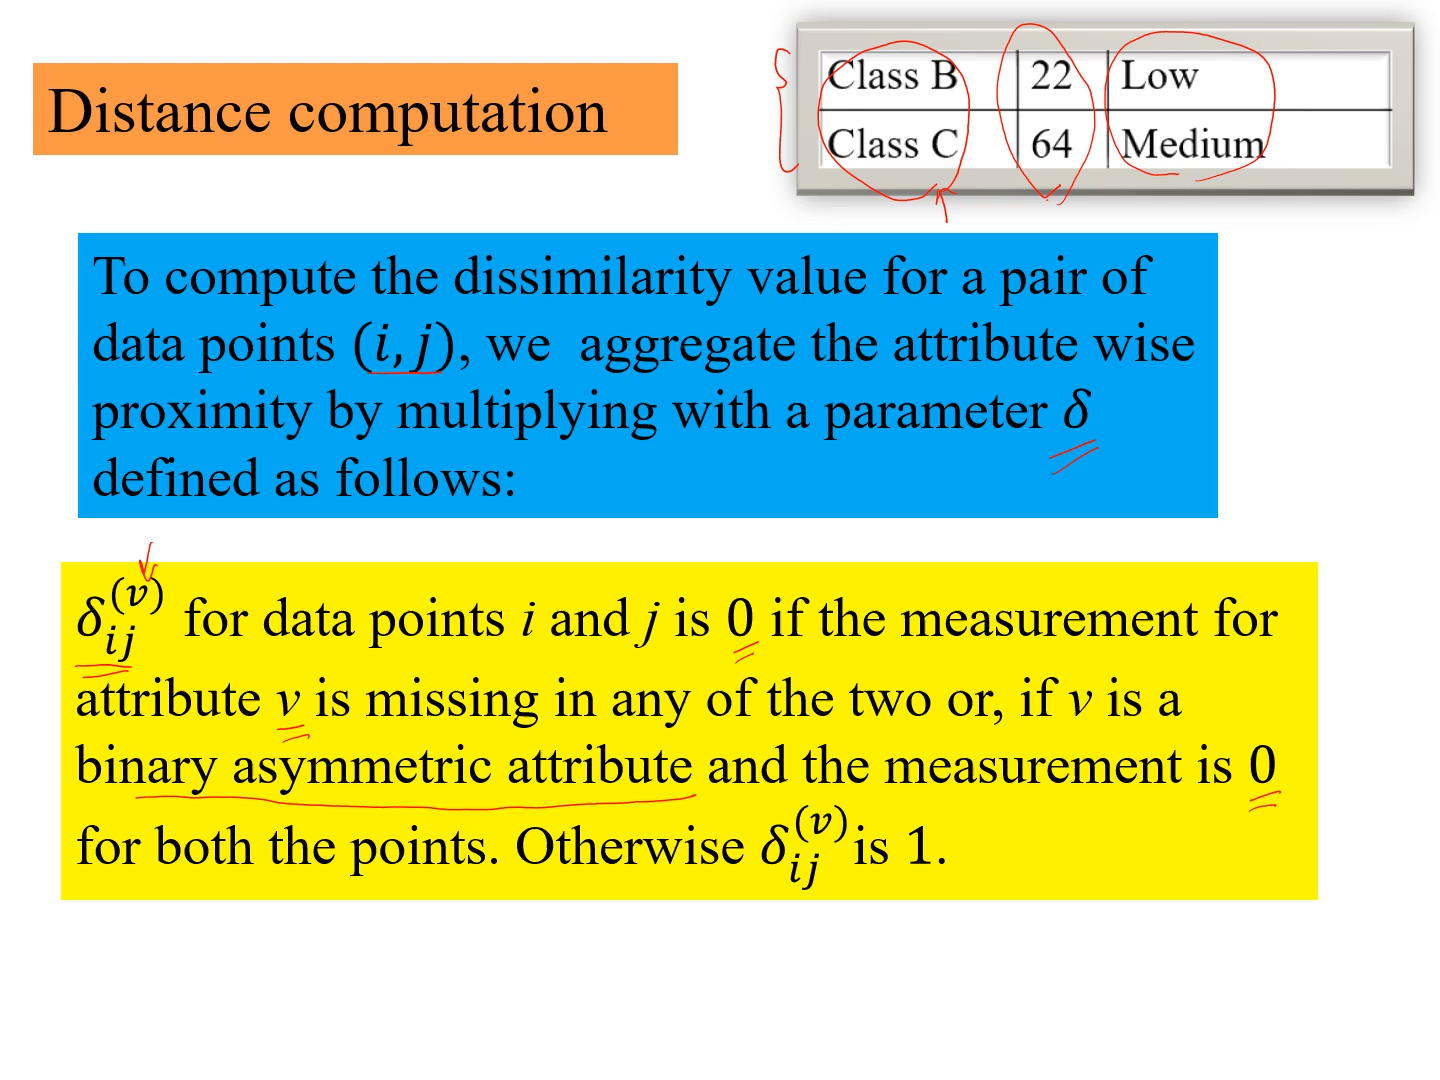 Distance computation
Class B 22 Low
Class C 64 Medium
To compute the dissimilarity value for a pair of
data points (i, j), we aggregate the attribute wise
proximity by multiplying with a parameter δ
defined as follows:
δᵢⱼ⁽ᵛ⁾ for data points i and j is 0 if the measurement for
attribute v is missing in any of the two or, if v is a
binary asymmetric attribute and the measurement is 0
for both the points. Otherwise δᵢⱼ⁽ᵛ⁾ is 1.